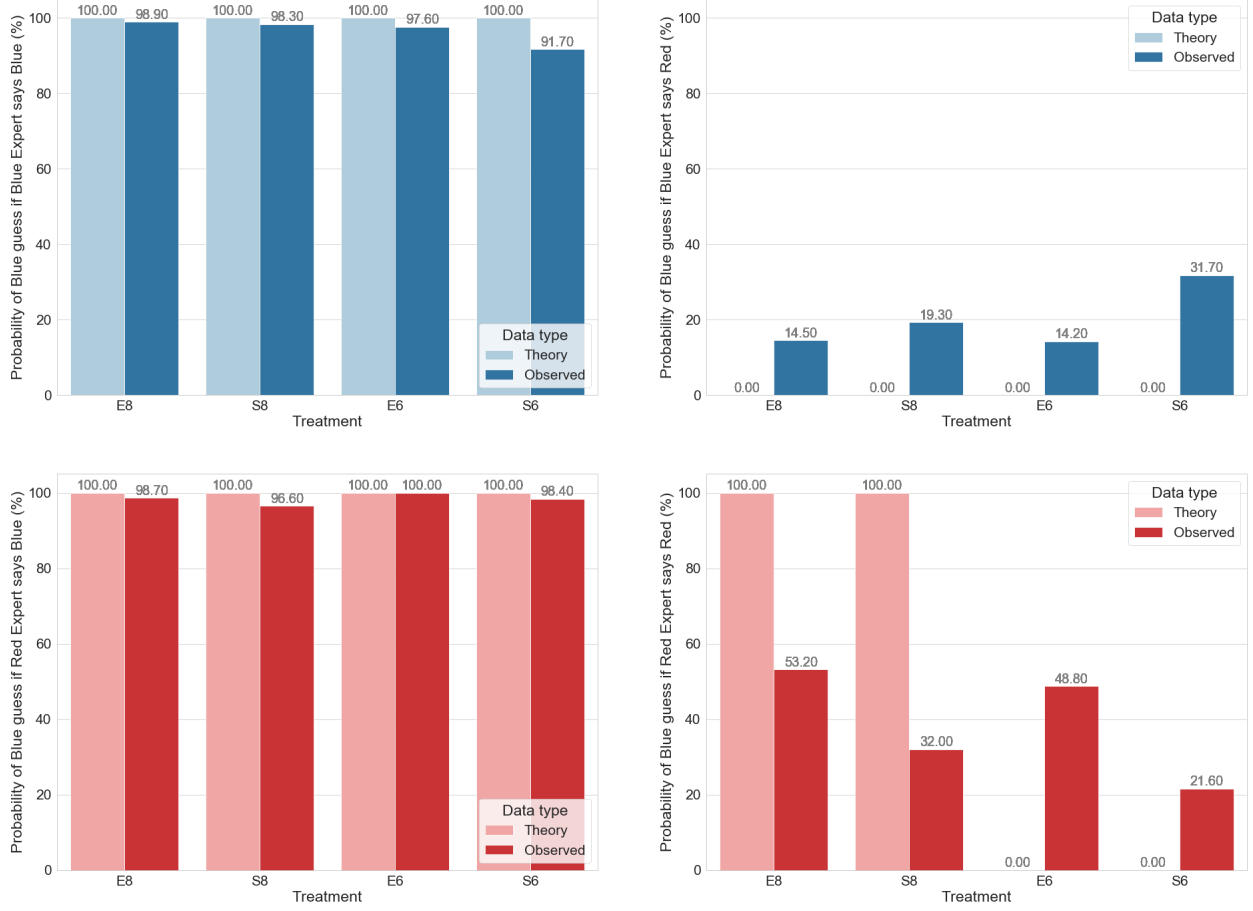 Probability of Blue guess if Blue Expert says Blue (%)
100
80
60
40
20
0
100.00 98.90 100.00 98.30 100.00 97.60 100.00 91.70
Data type
Theory
Observed
E8 S8 E6 S6
Treatment
Probability of Blue guess if Blue Expert says Red (%)
100
80
60
40
20
0
Data type
Theory
Observed
0.00 14.50 0.00 19.30 0.00 14.20 0.00 31.70
E8 S8 E6 S6
Treatment
Probability of Blue guess if Red Expert says Blue (%)
100
80
60
40
20
0
100.00 98.70 100.00 96.60 100.00 100.00 100.00 98.40
Data type
Theory
Observed
E8 S8 E6 S6
Treatment
Probability of Blue guess if Red Expert says Red (%)
100
80
60
40
20
0
100.00 53.20 100.00 32.00 0.00 48.80 0.00 21.60
Data type
Theory
Observed
E8 S8 E6 S6
Treatment